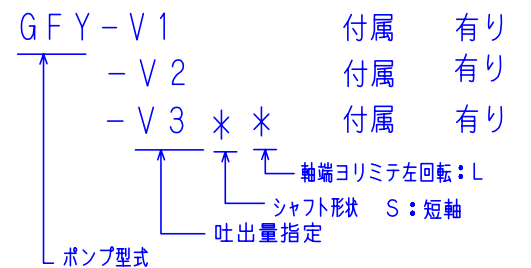 GFY-V1 付属 有り
-V2 付属 有り
-V3** 付属 有り
軸端ヨリミテ左回転:L
シャフト形状 S:短軸
吐出量指定
ポンプ型式